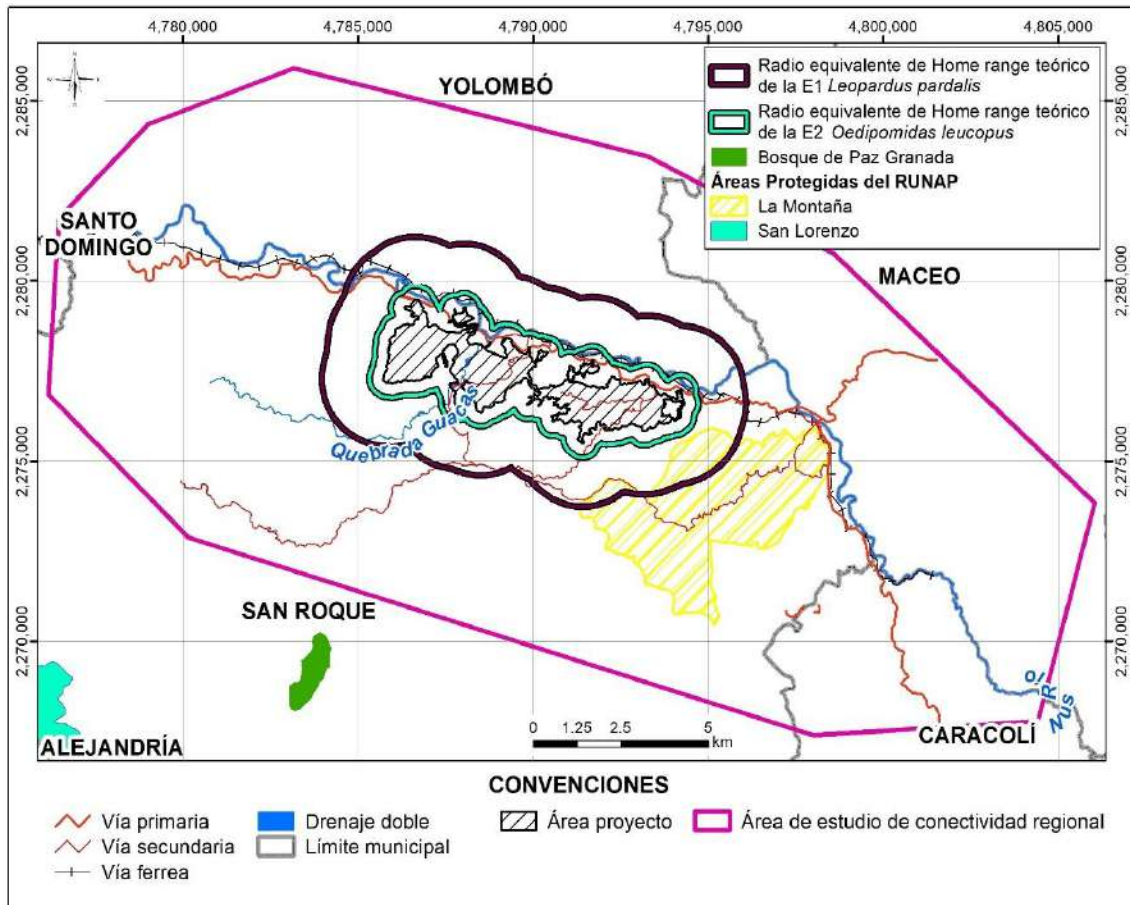 4,780,000 4,785,000 4,790,000 4,795,000 4,800,000 4,805,000
N
2,285,000
2,280,000
2,275,000
2,270,000
2,285,000
2,280,000
2,275,000
2,270,000
YOLOMBÓ
SANTO
DOMINGO
MACEO
Quebrada Guacas
SAN ROQUE
ALEJANDRÍA
CARACOLÍ
Río
Nus
Radio equivalente de Home range teórico
de la E1 Leopardus pardalis
Radio equivalente de Home range teórico
de la E2 Oedipomidas leucopus
Bosque de Paz Granada
Áreas Protegidas del RUNAP
La Montaña
San Lorenzo
0 1.25 2.5 5
km
CONVENCIONES
Vía primaria
Vía secundaria
Vía ferrea
Drenaje doble
Límite municipal
Área proyecto
Área de estudio de conectividad regional